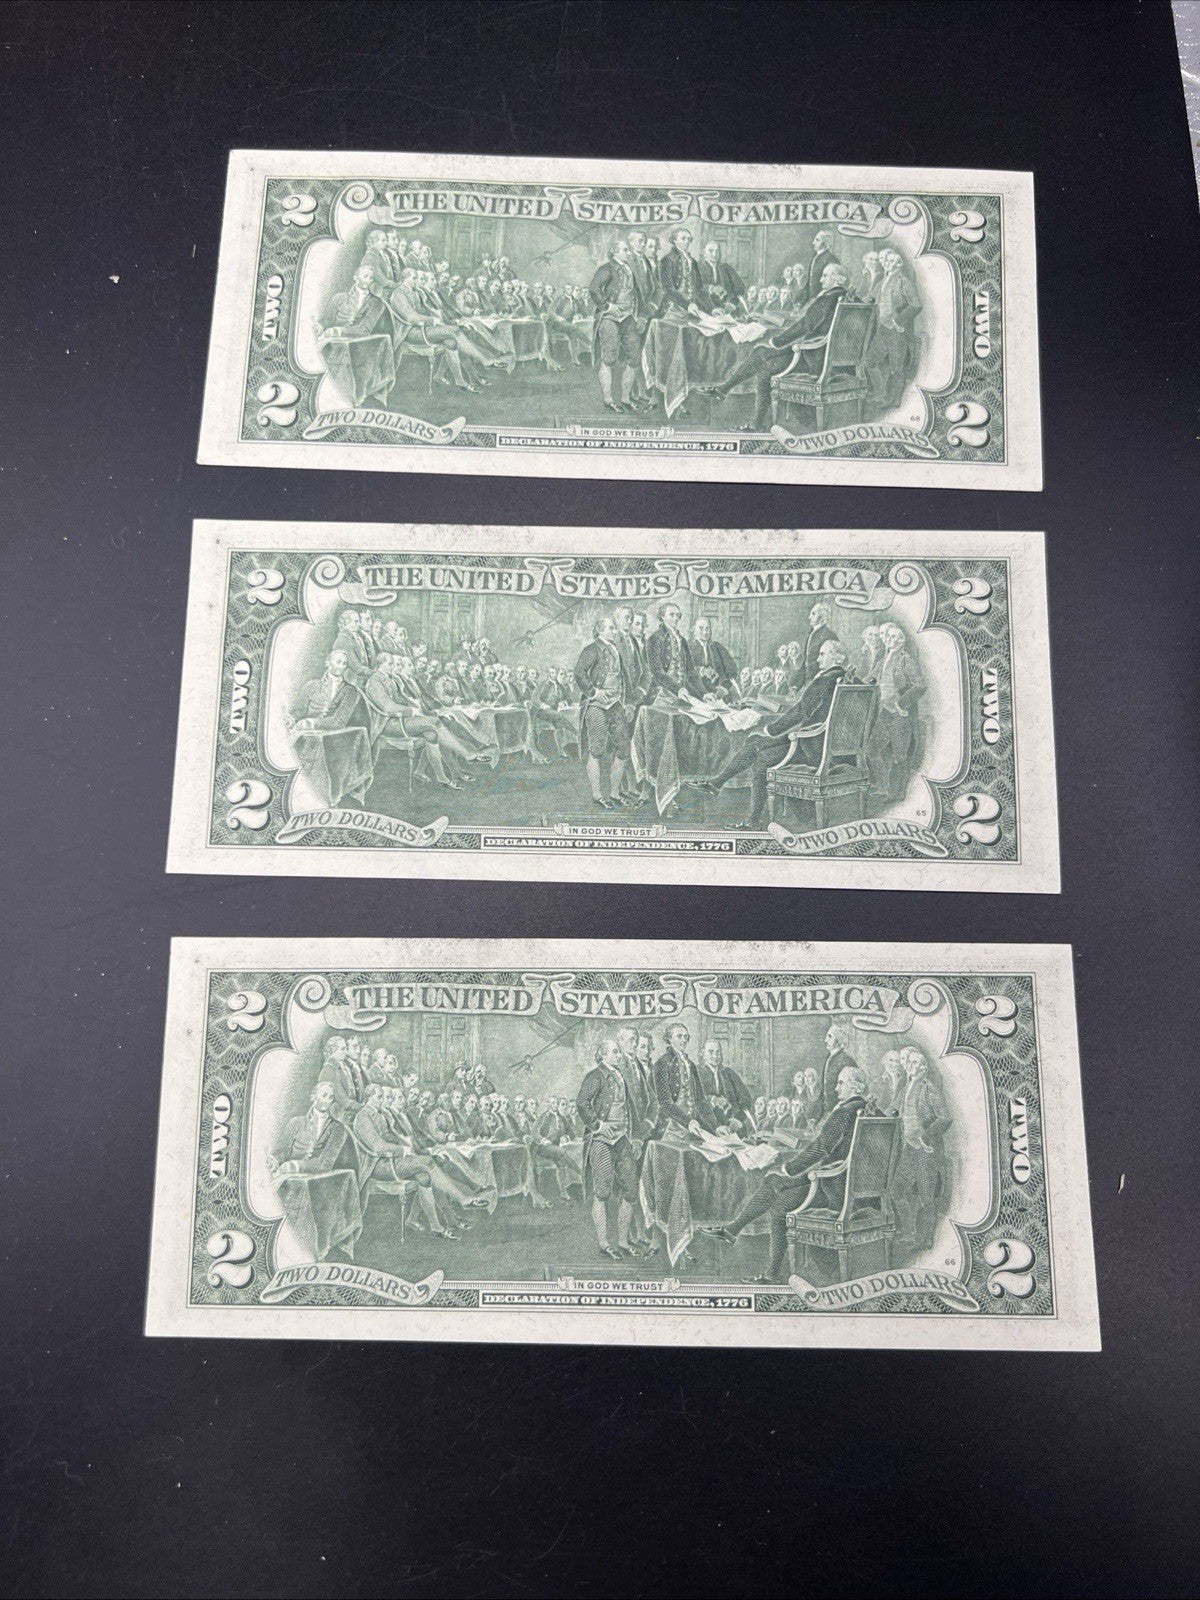 2 THE UNITED STATES OF AMERICA 2
TWO TWO
68
2 TWO DOLLARS IN GOD WE TRUST TWO DOLLARS 2
DECLARATION OF INDEPENDENCE, 1776
2 THE UNITED STATES OF AMERICA 2
TWO TWO
65
2 TWO DOLLARS IN GOD WE TRUST TWO DOLLARS 2
DECLARATION OF INDEPENDENCE, 1776
2 THE UNITED STATES OF AMERICA 2
TWO TWO
66
2 TWO DOLLARS IN GOD WE TRUST TWO DOLLARS 2
DECLARATION OF INDEPENDENCE, 1776